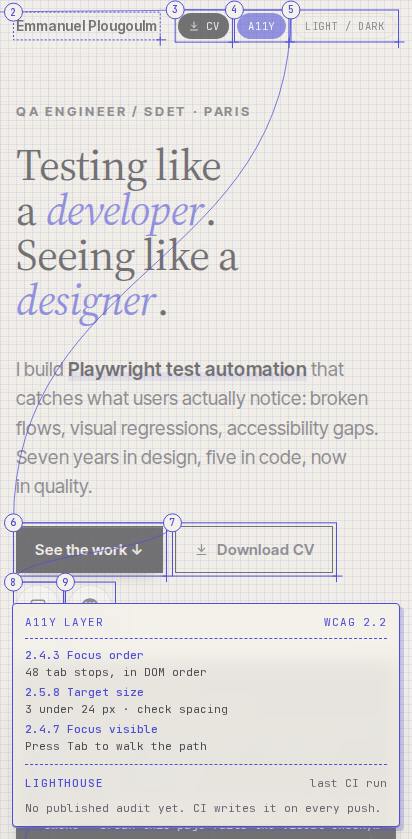 2
3
4
5
Emmanuel Plougoulm
CV
A11Y
LIGHT / DARK
QA ENGINEER / SDET · PARIS
Testing like
a developer.
Seeing like a
designer.
I build Playwright test automation that
catches what users actually notice: broken
flows, visual regressions, accessibility gaps.
Seven years in design, five in code, now
in quality.
6
7
See the work ↓
Download CV
8
9
A11Y LAYER
WCAG 2.2
2.4.3 Focus order
48 tab stops, in DOM order
2.5.8 Target size
3 under 24 px · check spacing
2.4.7 Focus visible
Press Tab to walk the path
LIGHTHOUSE
last CI run
No published audit yet. CI writes it on every push.